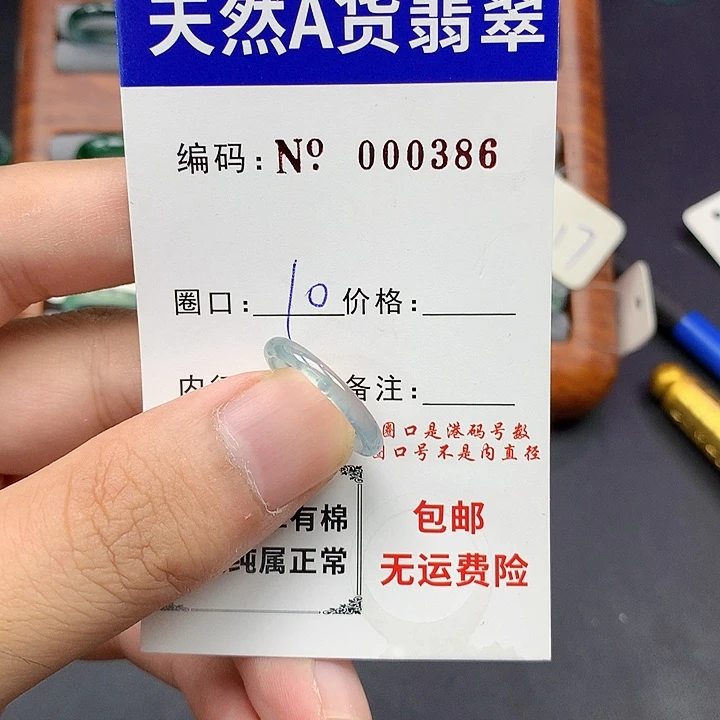 天然A货翡翠
编码：Nº 000386
圈口：10 价格：
备注：
圈口是港码号数
圈口号不是内直径
有棉
纯属正常
包邮
无运费险
17